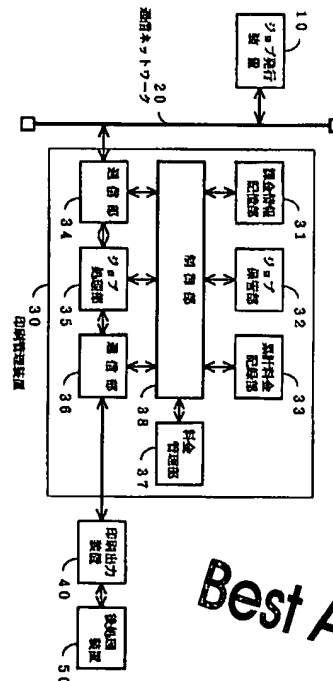 10
ジョブ発行
装置
20
通信ネットワーク
34
通信部
35
ジョブ
処理部
36
通信部
制御部
38
31
課金情報
記憶部
32
ジョブ
保管部
33
累計料金
記憶部
37
料金
管理部
30
印刷管理装置
40
印刷出力
装置
50
後処理
装置
Best A